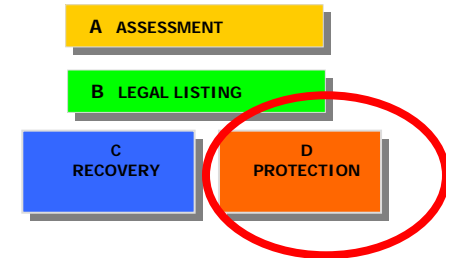 A ASSESSMENT
B LEGAL LISTING
C
RECOVERY
D
PROTECTION